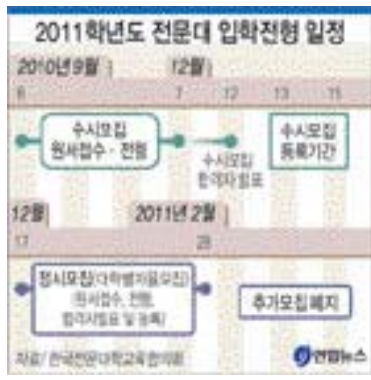 2011학년도 전문대 입학전형 일정
2010년 9월 12월
8 7 12 13 15
수시모집
원서접수 · 전형
수시모집
합격자 발표
수시모집
등록기간
12월 2011년 2월
17 28
정시모집(대학별자율모집)
(원서접수, 전형,
합격자발표 및 등록)
추가모집 폐지
자료/ 한국전문대학교육협의회
연합뉴스